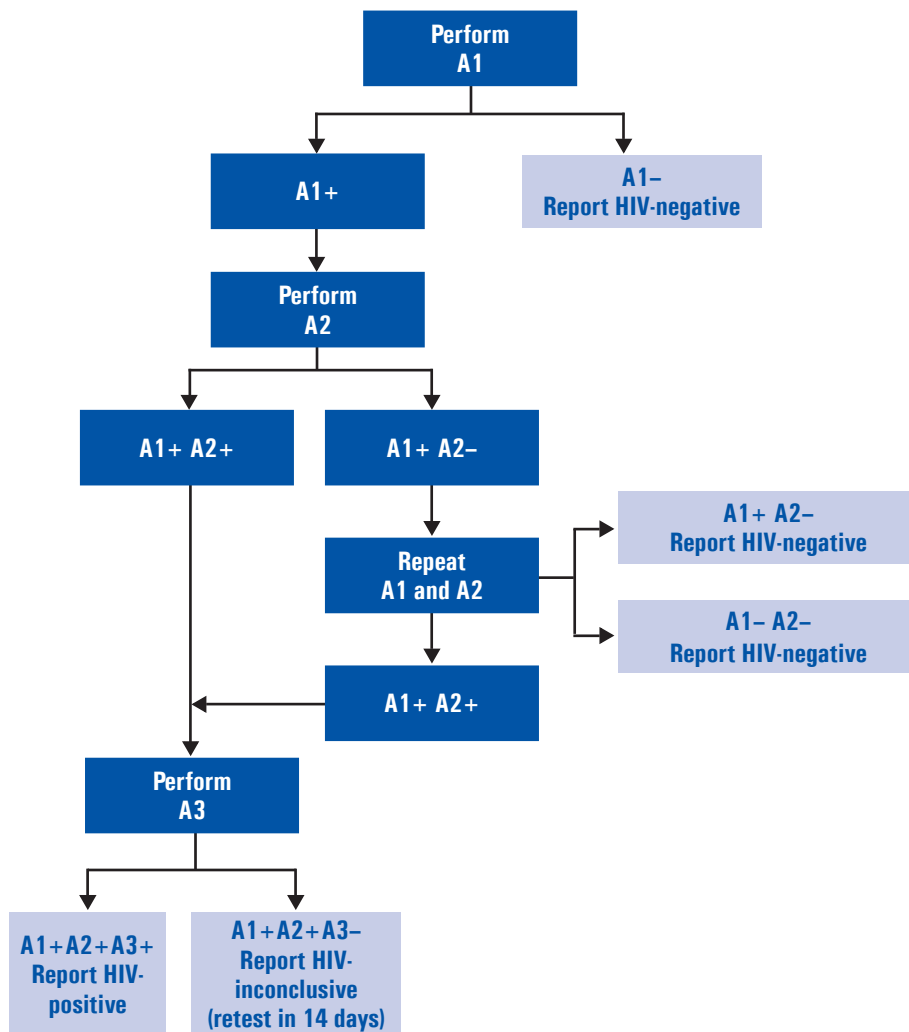 Perform
A1
A1+
A1–
Report HIV-negative
Perform
A2
A1+ A2+
A1+ A2–
Repeat
A1 and A2
A1+ A2–
Report HIV-negative
A1– A2–
Report HIV-negative
A1+ A2+
Perform
A3
A1+A2+A3+
Report HIV-
positive
A1+A2+A3–
Report HIV-
inconclusive
(retest in 14 days)